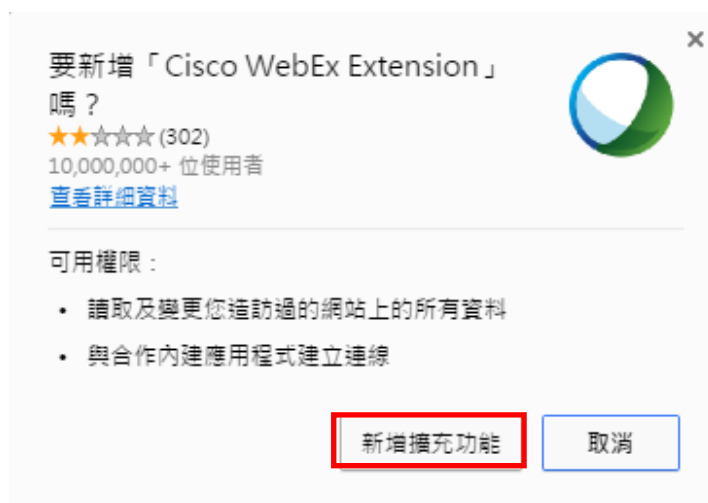 要新增「Cisco WebEx Extension」
嗎？
★★☆☆☆ (302)
10,000,000+ 位使用者
查看詳細資料
可用權限：
• 讀取及變更您造訪過的網站上的所有資料
• 與合作內建應用程式建立連線
新增擴充功能
取消